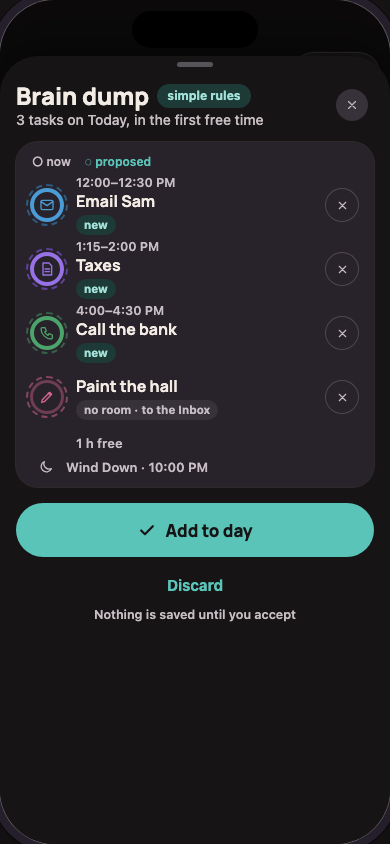 Brain dump simple rules
3 tasks on Today, in the first free time
now proposed
12:00–12:30 PM
Email Sam
new
1:15–2:00 PM
Taxes
new
4:00–4:30 PM
Call the bank
new
Paint the hall
no room · to the Inbox
1 h free
Wind Down · 10:00 PM
Add to day
Discard
Nothing is saved until you accept